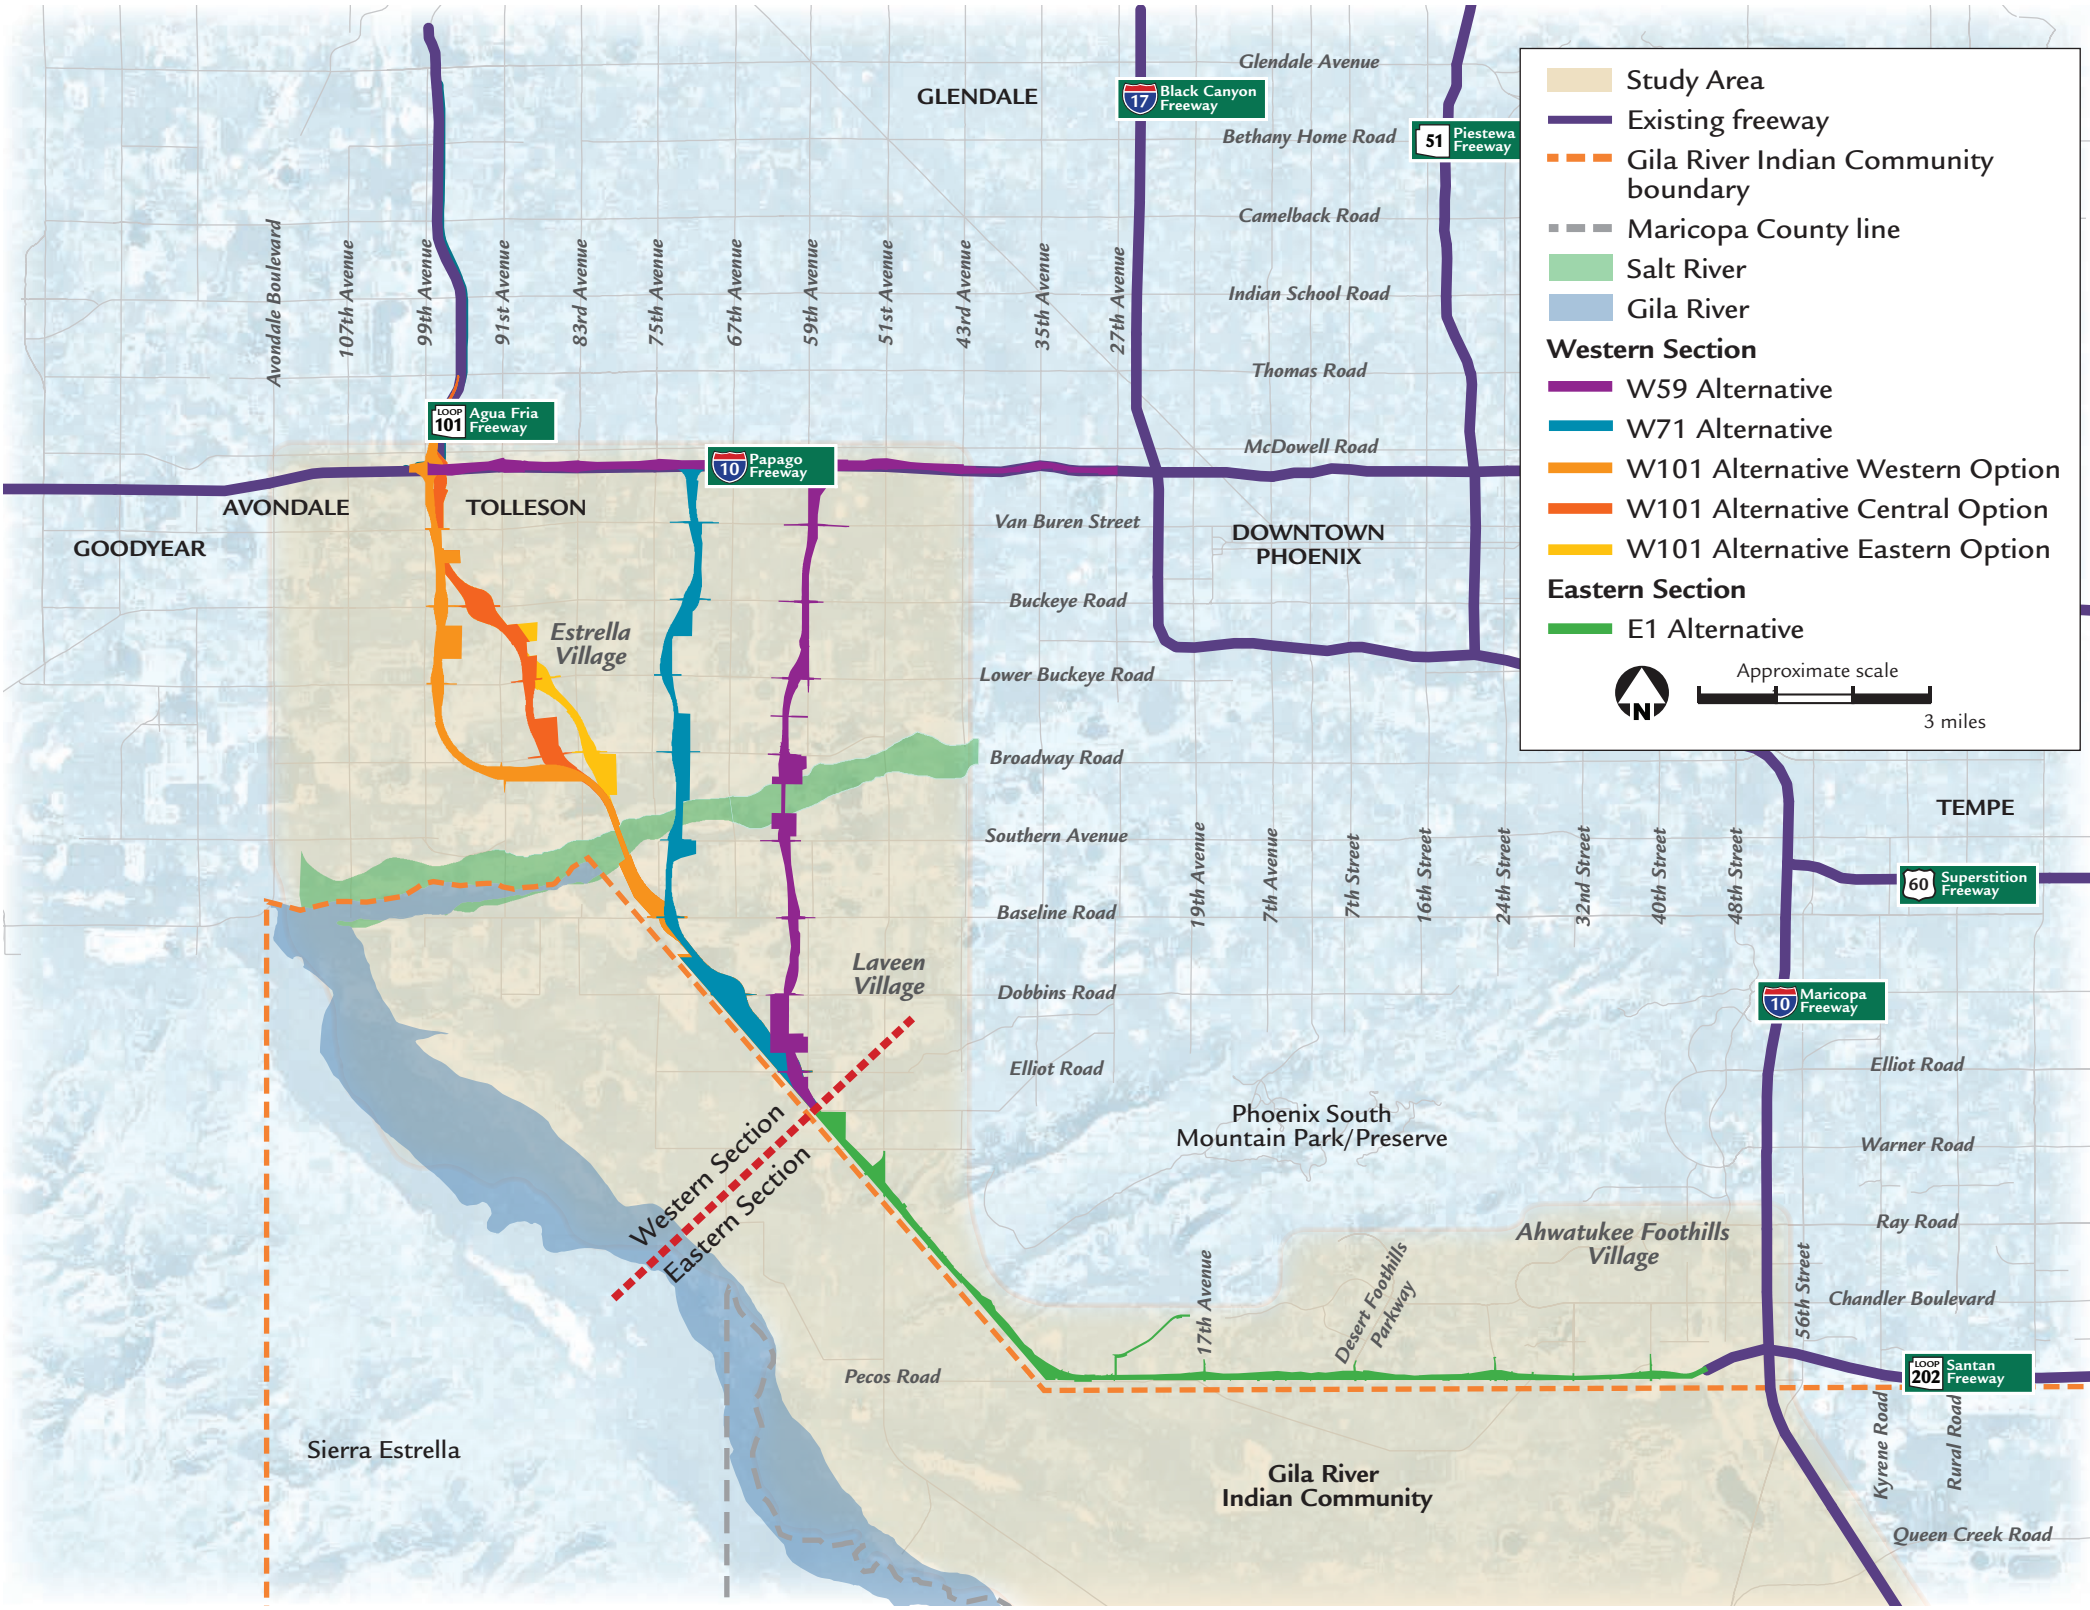 GLENDALE
17
Black Canyon
Freeway
Glendale Avenue
Bethany Home Road
51
Piestewa
Freeway
Camelback Road
Indian School Road
Thomas Road
McDowell Road
Avondale Boulevard
107th Avenue
99th Avenue
91st Avenue
83rd Avenue
75th Avenue
67th Avenue
59th Avenue
51st Avenue
43rd Avenue
35th Avenue
27th Avenue
LOOP
101
Agua Fria
Freeway
10
Papago
Freeway
AVONDALE
TOLLESON
GOODYEAR
Van Buren Street
DOWNTOWN
PHOENIX
Buckeye Road
Estrella
Village
Lower Buckeye Road
Broadway Road
Southern Avenue
Baseline Road
Laveen
Village
Dobbins Road
Elliot Road
19th Avenue
7th Avenue
7th Street
16th Street
24th Street
32nd Street
40th Street
48th Street
TEMPE
60
Superstition
Freeway
10
Maricopa
Freeway
Elliot Road
Phoenix South
Mountain Park/Preserve
Warner Road
Western Section
Eastern Section
Ray Road
Ahwatukee Foothills
Village
17th Avenue
Desert Foothills
Parkway
56th Street
Chandler Boulevard
Pecos Road
LOOP
202
Santan
Freeway
Kyrene Road
Rural Road
Sierra Estrella
Gila River
Indian Community
Queen Creek Road
Study Area
Existing freeway
Gila River Indian Community
boundary
Maricopa County line
Salt River
Gila River
Western Section
W59 Alternative
W71 Alternative
W101 Alternative Western Option
W101 Alternative Central Option
W101 Alternative Eastern Option
Eastern Section
E1 Alternative
N
Approximate scale
3 miles